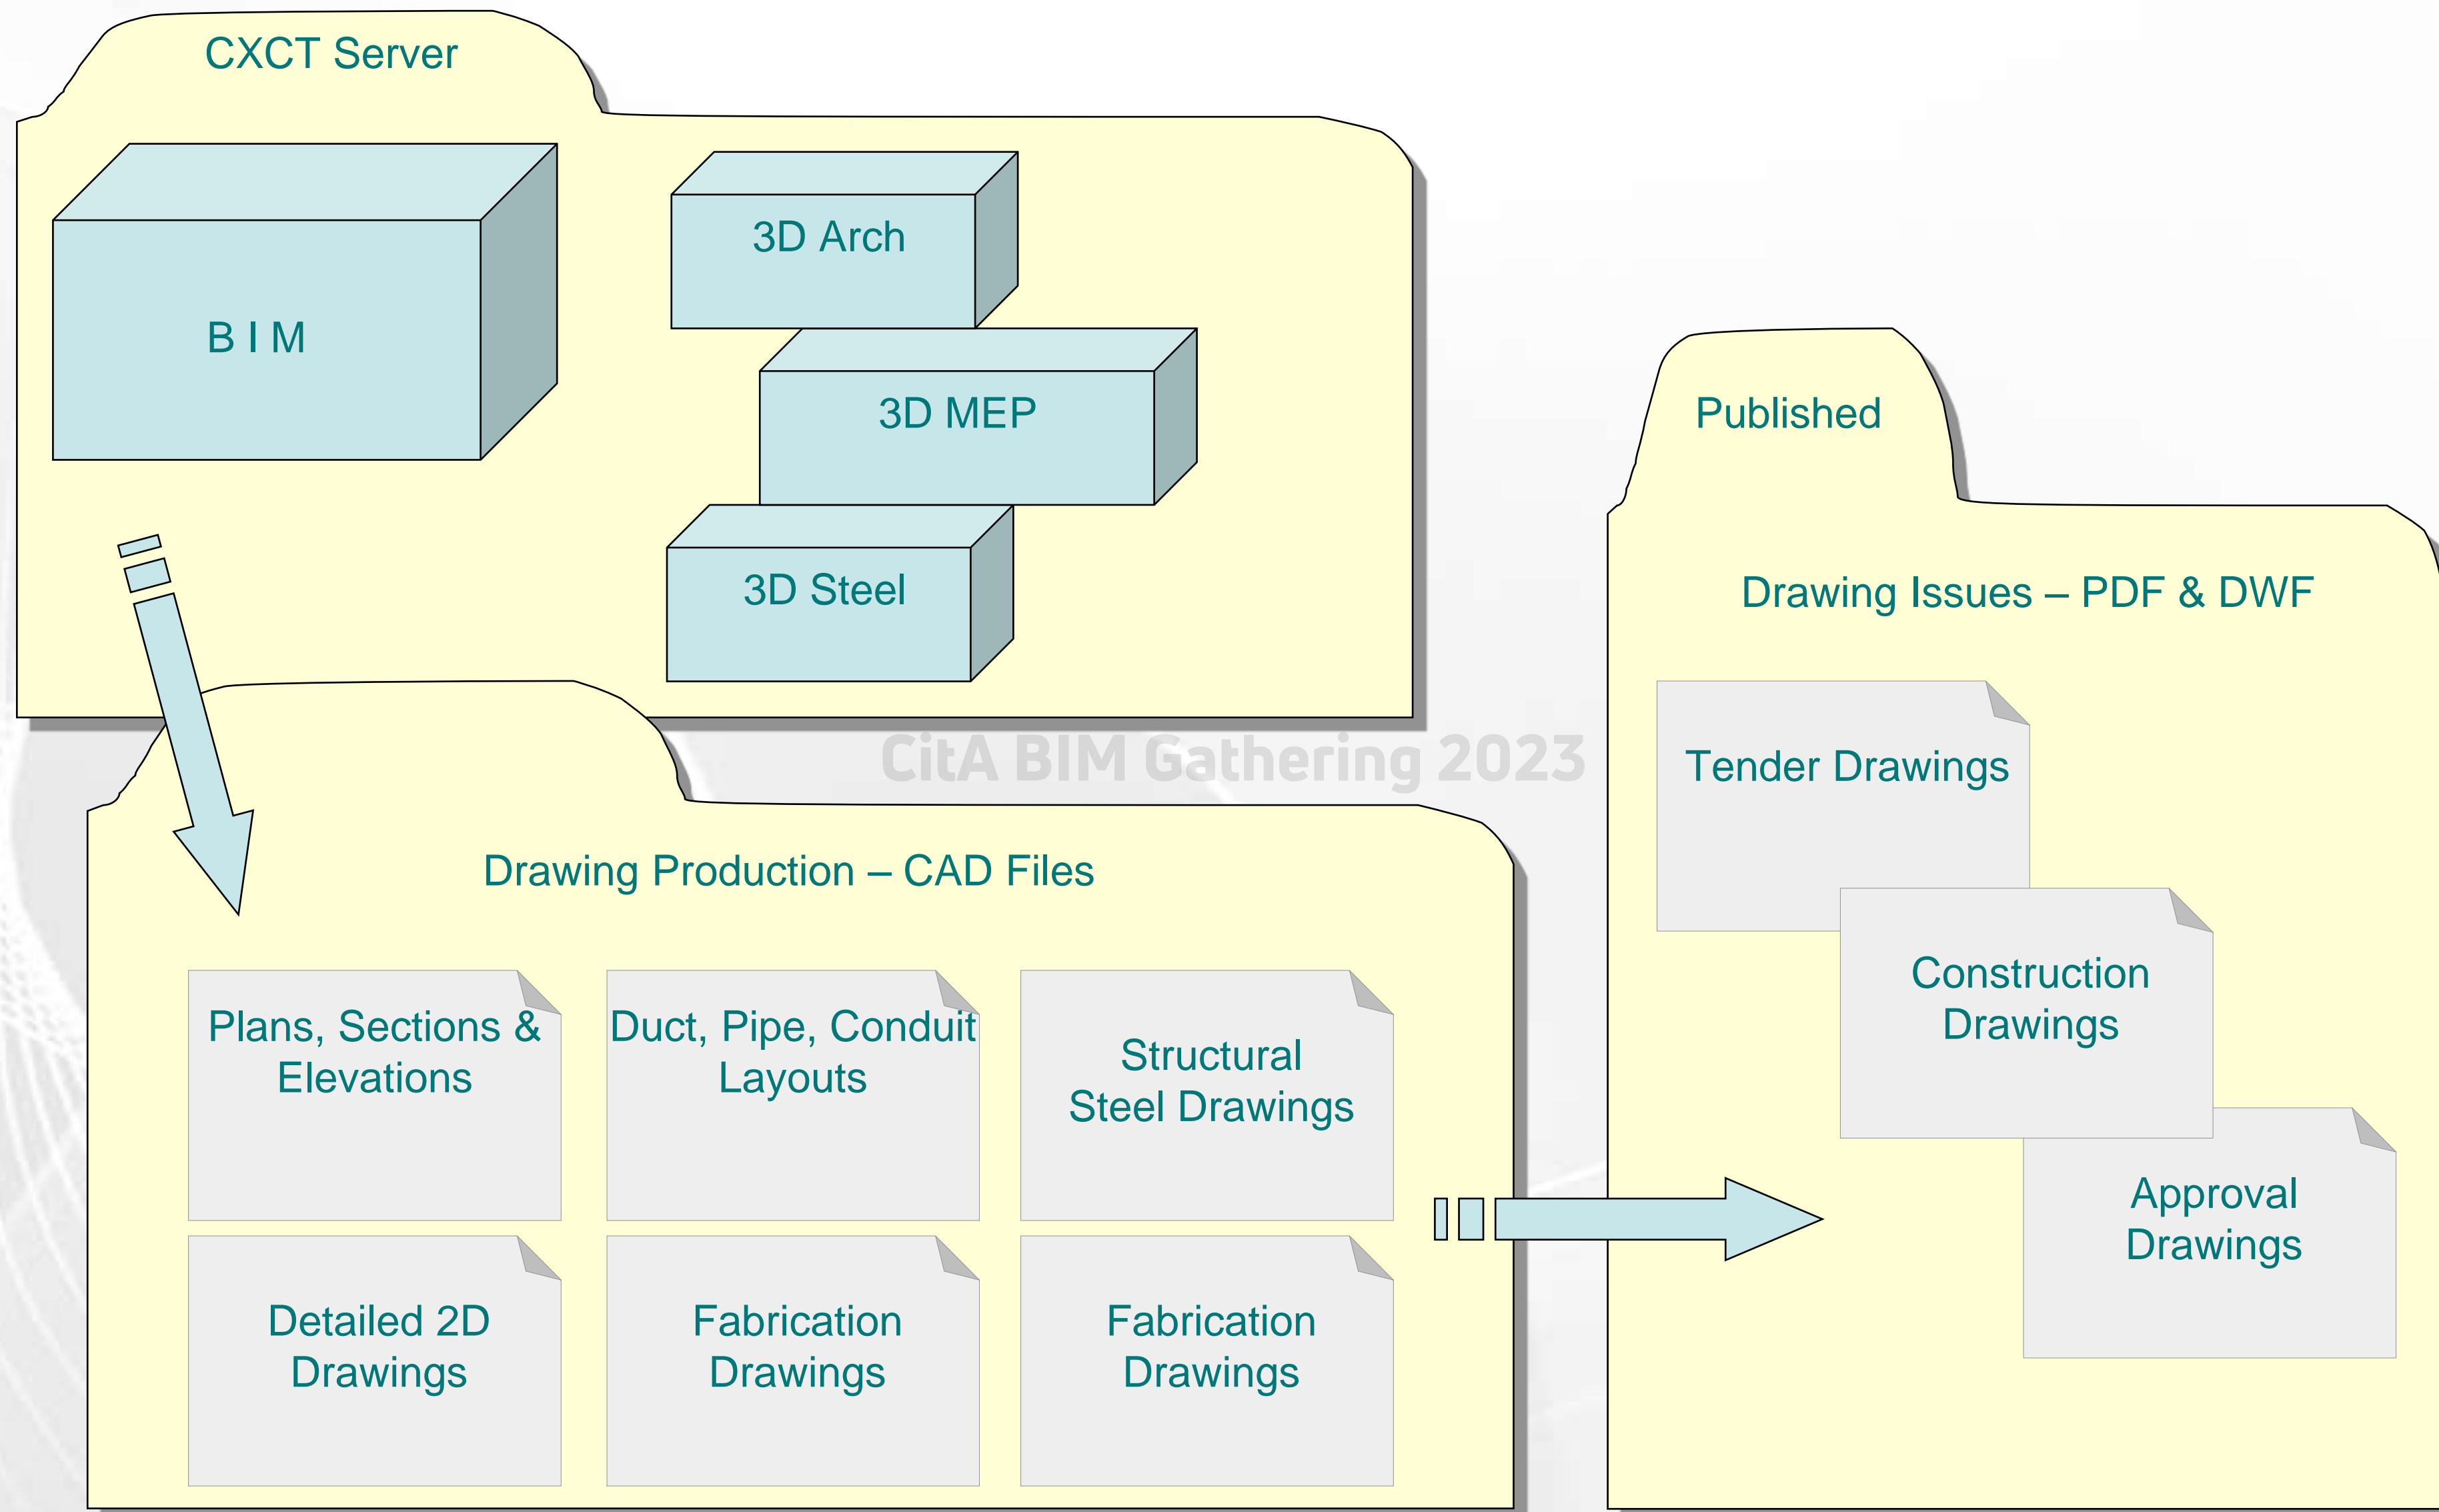 CXCT Server
B I M
3D Arch
3D MEP
3D Steel
Published
Drawing Issues – PDF & DWF
Tender Drawings
Construction
Drawings
Approval
Drawings
CitA BIM Gathering 2023
Drawing Production – CAD Files
Plans, Sections &
Elevations
Duct, Pipe, Conduit
Layouts
Structural
Steel Drawings
Detailed 2D
Drawings
Fabrication
Drawings
Fabrication
Drawings